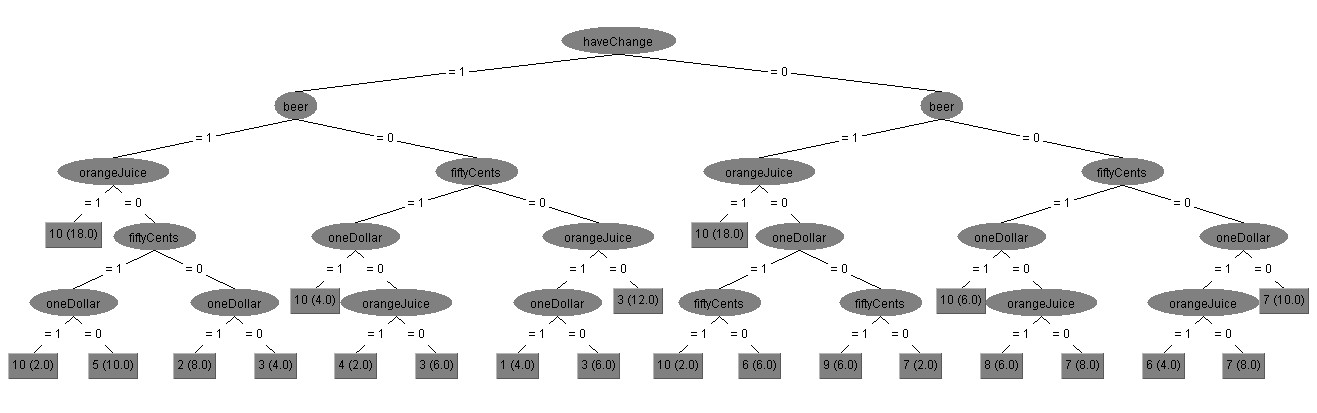 haveChange
= 1 = 0
beer beer
= 1 = 0 = 1 = 0
orangeJuice fiftyCents orangeJuice fiftyCents
= 1 = 0 = 1 = 0 = 1 = 0 = 1 = 0
10 (18.0) fiftyCents oneDollar orangeJuice 10 (18.0) oneDollar oneDollar oneDollar
= 1 = 0 = 1 = 0 = 1 = 0 = 1 = 0 = 1 = 0 = 1 = 0
oneDollar oneDollar 10 (4.0) orangeJuice oneDollar 3 (12.0) fiftyCents fiftyCents 10 (6.0) orangeJuice orangeJuice 7 (10.0)
= 1 = 0 = 1 = 0 = 1 = 0 = 1 = 0 = 1 = 0 = 1 = 0 = 1 = 0 = 1 = 0
10 (2.0) 5 (10.0) 2 (8.0) 3 (4.0) 4 (2.0) 3 (6.0) 1 (4.0) 3 (6.0) 10 (2.0) 6 (6.0) 9 (6.0) 7 (2.0) 8 (6.0) 7 (8.0) 6 (4.0) 7 (8.0)